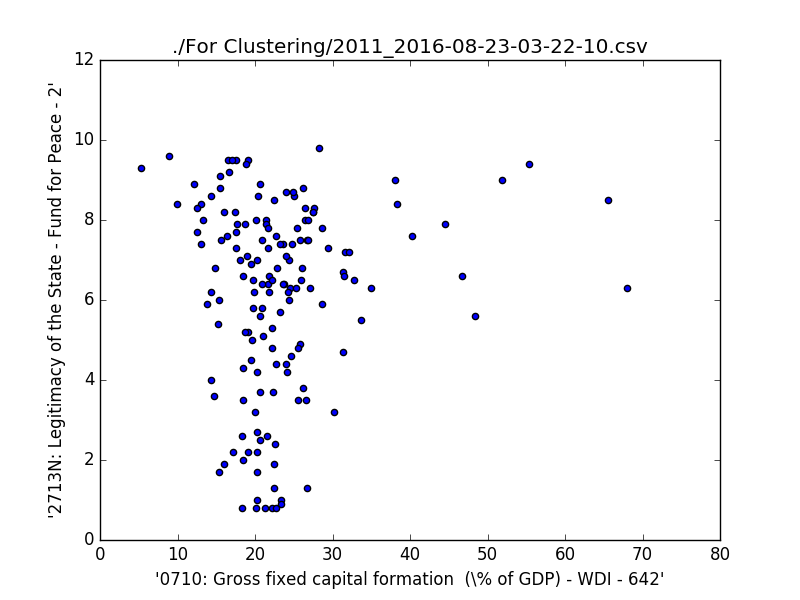 ./For Clustering/2011_2016-08-23-03-22-10.csv
'2713N: Legitimacy of the State - Fund for Peace - 2'
12
10
8
6
4
2
0
0 10 20 30 40 50 60 70 80
'0710: Gross fixed capital formation  (\% of GDP) - WDI - 642'